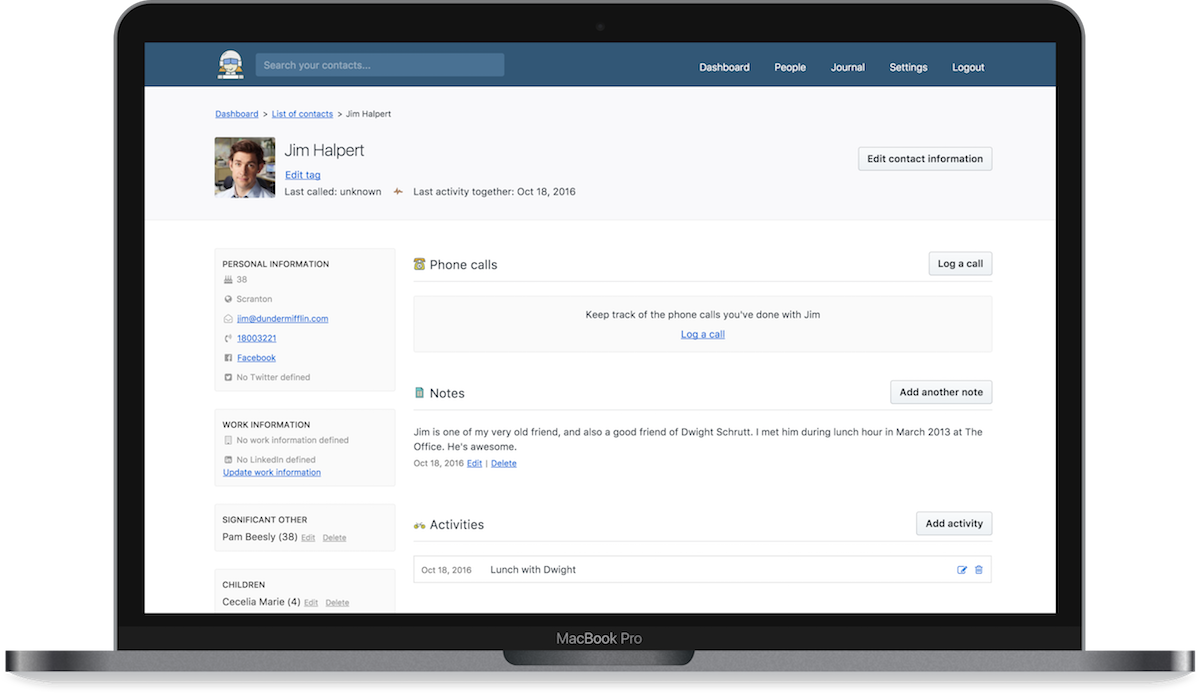 Search your contacts...
Dashboard People Journal Settings Logout
Dashboard > List of contacts > Jim Halpert
Jim Halpert
Edit tag
Last called: unknown Last activity together: Oct 18, 2016
Edit contact information
PERSONAL INFORMATION
38
Scranton
jim@dundermifflin.com
18003221
Facebook
No Twitter defined
WORK INFORMATION
No work information defined
No LinkedIn defined
Update work information
SIGNIFICANT OTHER
Pam Beesly (38) Edit Delete
CHILDREN
Cecelia Marie (4) Edit Delete
Phone calls
Log a call
Keep track of the phone calls you've done with Jim
Log a call
Notes
Add another note
Jim is one of my very old friend, and also a good friend of Dwight Schrutt. I met him during lunch hour in March 2013 at The
Office. He's awesome.
Oct 18, 2016 Edit | Delete
Activities
Add activity
Oct 18, 2016 Lunch with Dwight
MacBook Pro